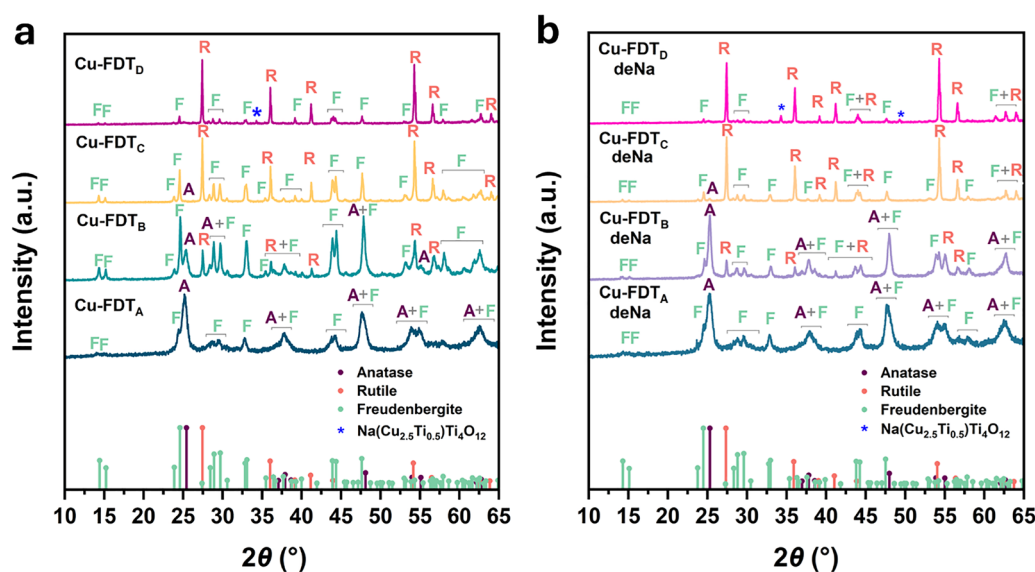 a
Intensity (a.u.)
Cu-FDT_D
F F F R F F * R F R F F F R R F F R
Cu-FDT_C
F F F A R F F R F R F F F R R F R
Cu-FDT_B
F F F A R A+F F F R+F R F A+F F R A R F
Cu-FDT_A
F F A F F A+F F A+F A+F A+F
Anatase
Rutile
Freudenbergite
* Na(Cu2.5Ti0.5)Ti4O12
10 15 20 25 30 35 40 45 50 55 60 65
2θ (°)
b
Intensity (a.u.)
Cu-FDT_D
deNa
F F F R F * R R R F+R F * R R F F+R
Cu-FDT_C
deNa
F F F A R F F R R R F+R F R R F F+R
Cu-FDT_B
deNa
F F A R F F R A+F F+R A+F F R R F A+F
Cu-FDT_A
deNa
F F A F F A+F F A+F A+F F A+F
Anatase
Rutile
Freudenbergite
* Na(Cu2.5Ti0.5)Ti4O12
10 15 20 25 30 35 40 45 50 55 60 65
2θ (°)